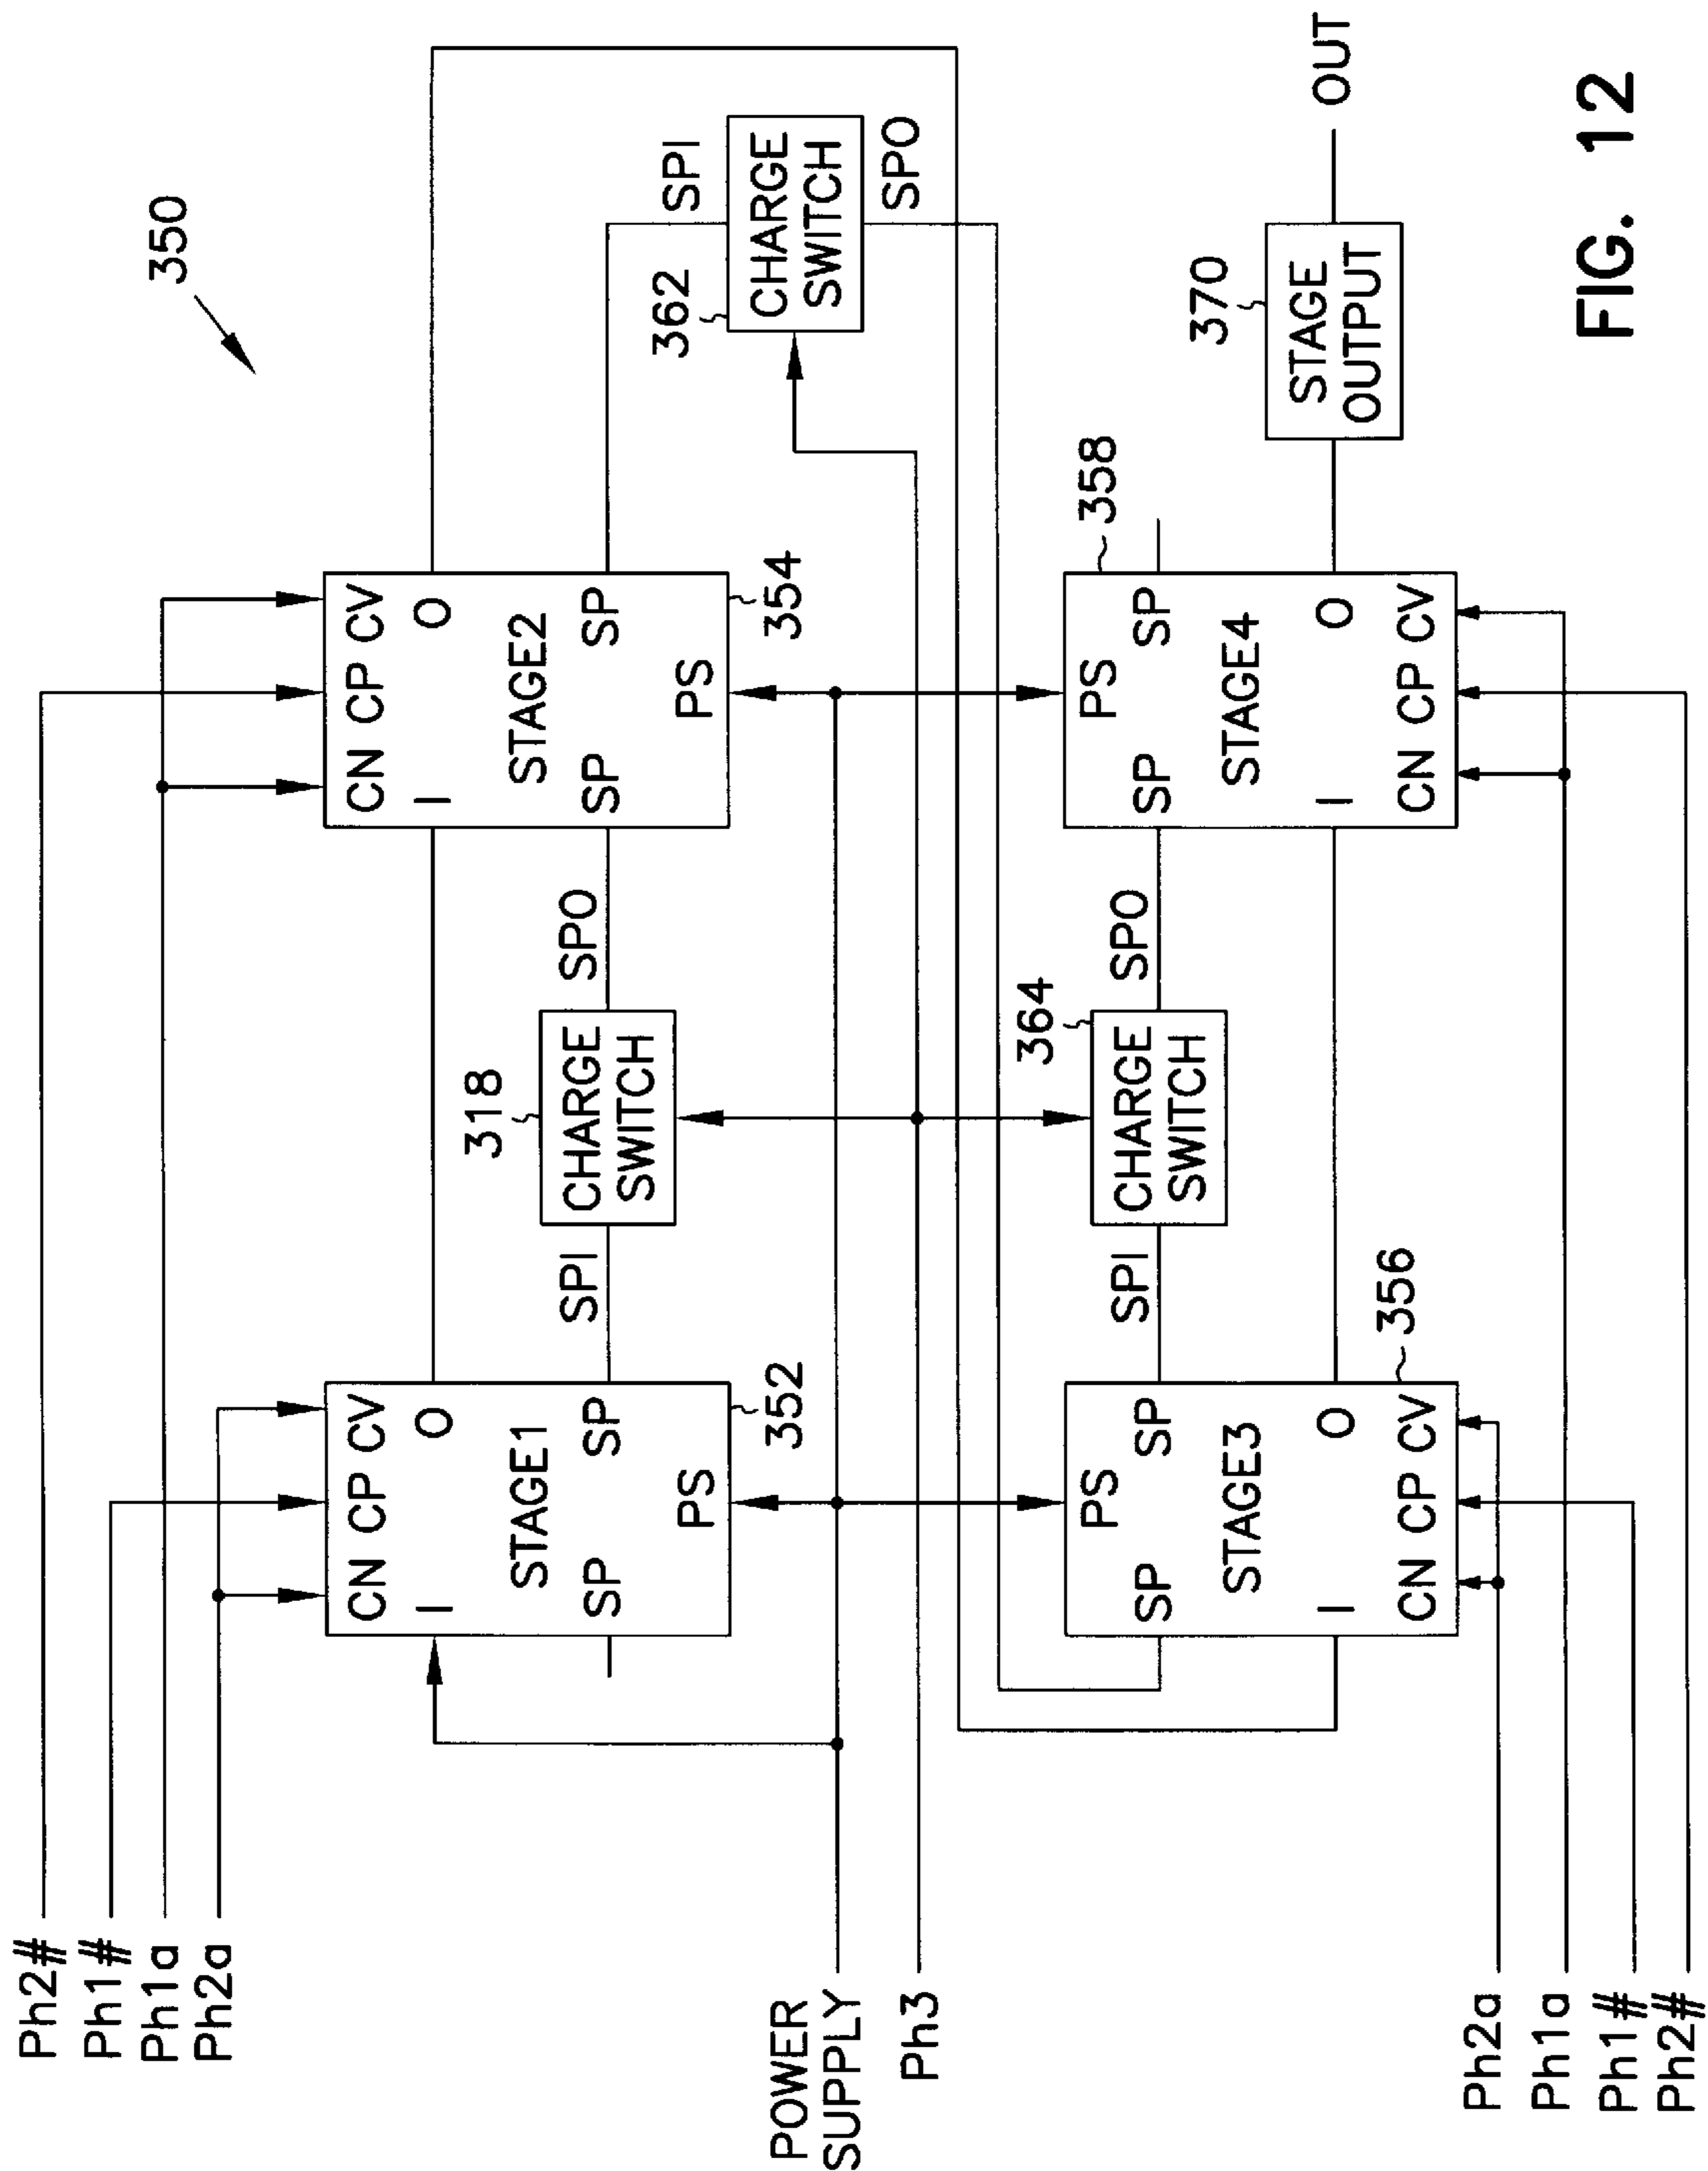 350
Ph2#
Ph1#
Ph1a
Ph2a
CN CP CV
I O
STAGE1
SP SP
PS
352
318
SPI
CHARGE
SWITCH
SPO
CN CP CV
I O
STAGE2
SP SP
PS
354
362
SPI
CHARGE
SWITCH
SPO
POWER
SUPPLY
Ph3
PS
SP SP
STAGE3
I O
CN CP CV
356
364
SPI
CHARGE
SWITCH
SPO
PS
SP SP
STAGE4
I O
CN CP CV
358
370
STAGE
OUTPUT
OUT
Ph2a
Ph1a
Ph1#
Ph2#
FIG. 12